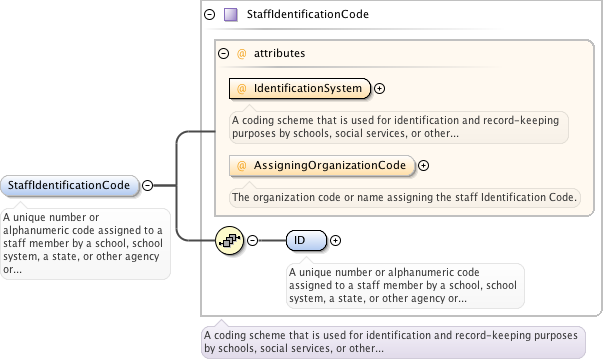 StaffIdentificationCode
@ attributes
@ IdentificationSystem
A coding scheme that is used for identification and record-keeping
purposes by schools, social services, or other...
@ AssigningOrganizationCode
The organization code or name assigning the staff Identification Code.
StaffIdentificationCode
A unique number or
alphanumeric code assigned to a
staff member by a school, school
system, a state, or other agency
or...
ID
A unique number or alphanumeric code
assigned to a staff member by a school, school
system, a state, or other agency or...
A coding scheme that is used for identification and record-keeping purposes
by schools, social services, or other...